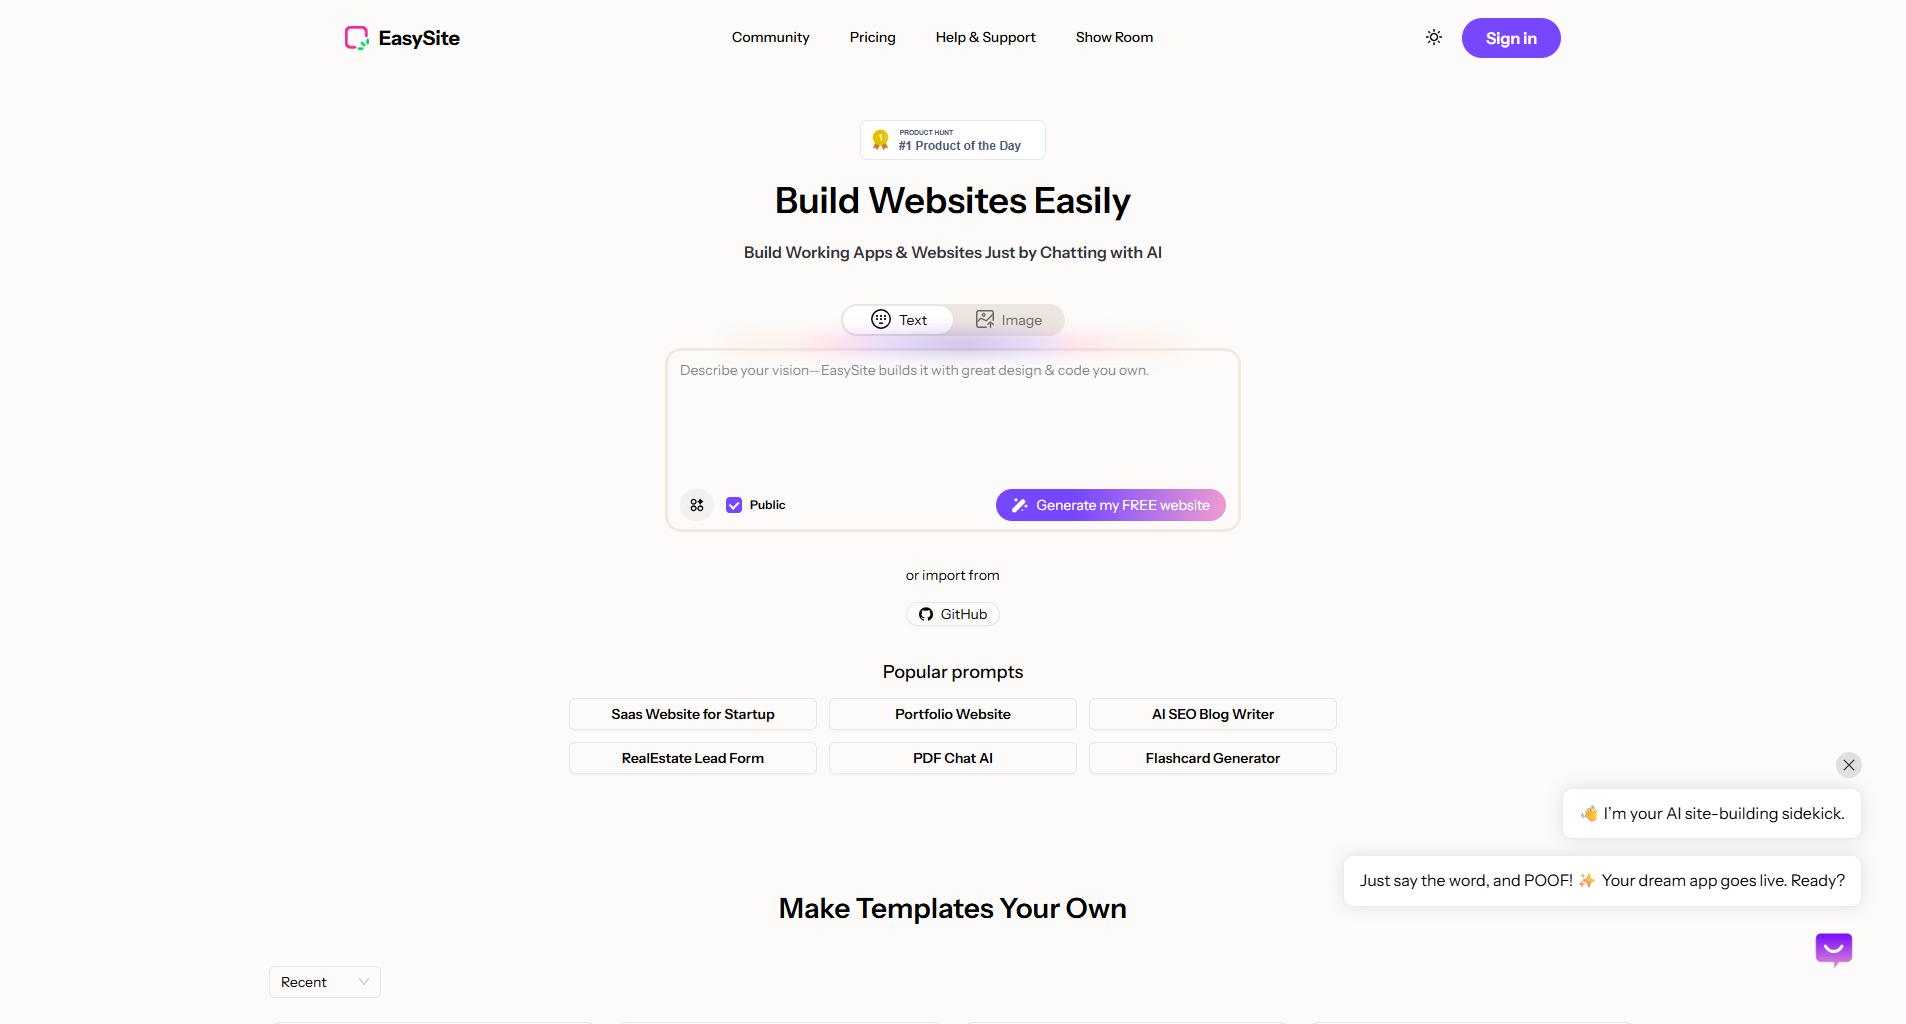 EasySite
Community
Pricing
Help & Support
Show Room
Sign in
1
PRODUCT HUNT
#1 Product of the Day
Build Websites Easily
Build Working Apps & Websites Just by Chatting with AI
Text
Image
Describe your vision—EasySite builds it with great design & code you own.
Public
Generate my FREE website
or import from
GitHub
Popular prompts
Saas Website for Startup
Portfolio Website
AI SEO Blog Writer
RealEstate Lead Form
PDF Chat AI
Flashcard Generator
👋 I'm your AI site-building sidekick.
Just say the word, and POOF! ✨ Your dream app goes live. Ready?
Make Templates Your Own
Recent